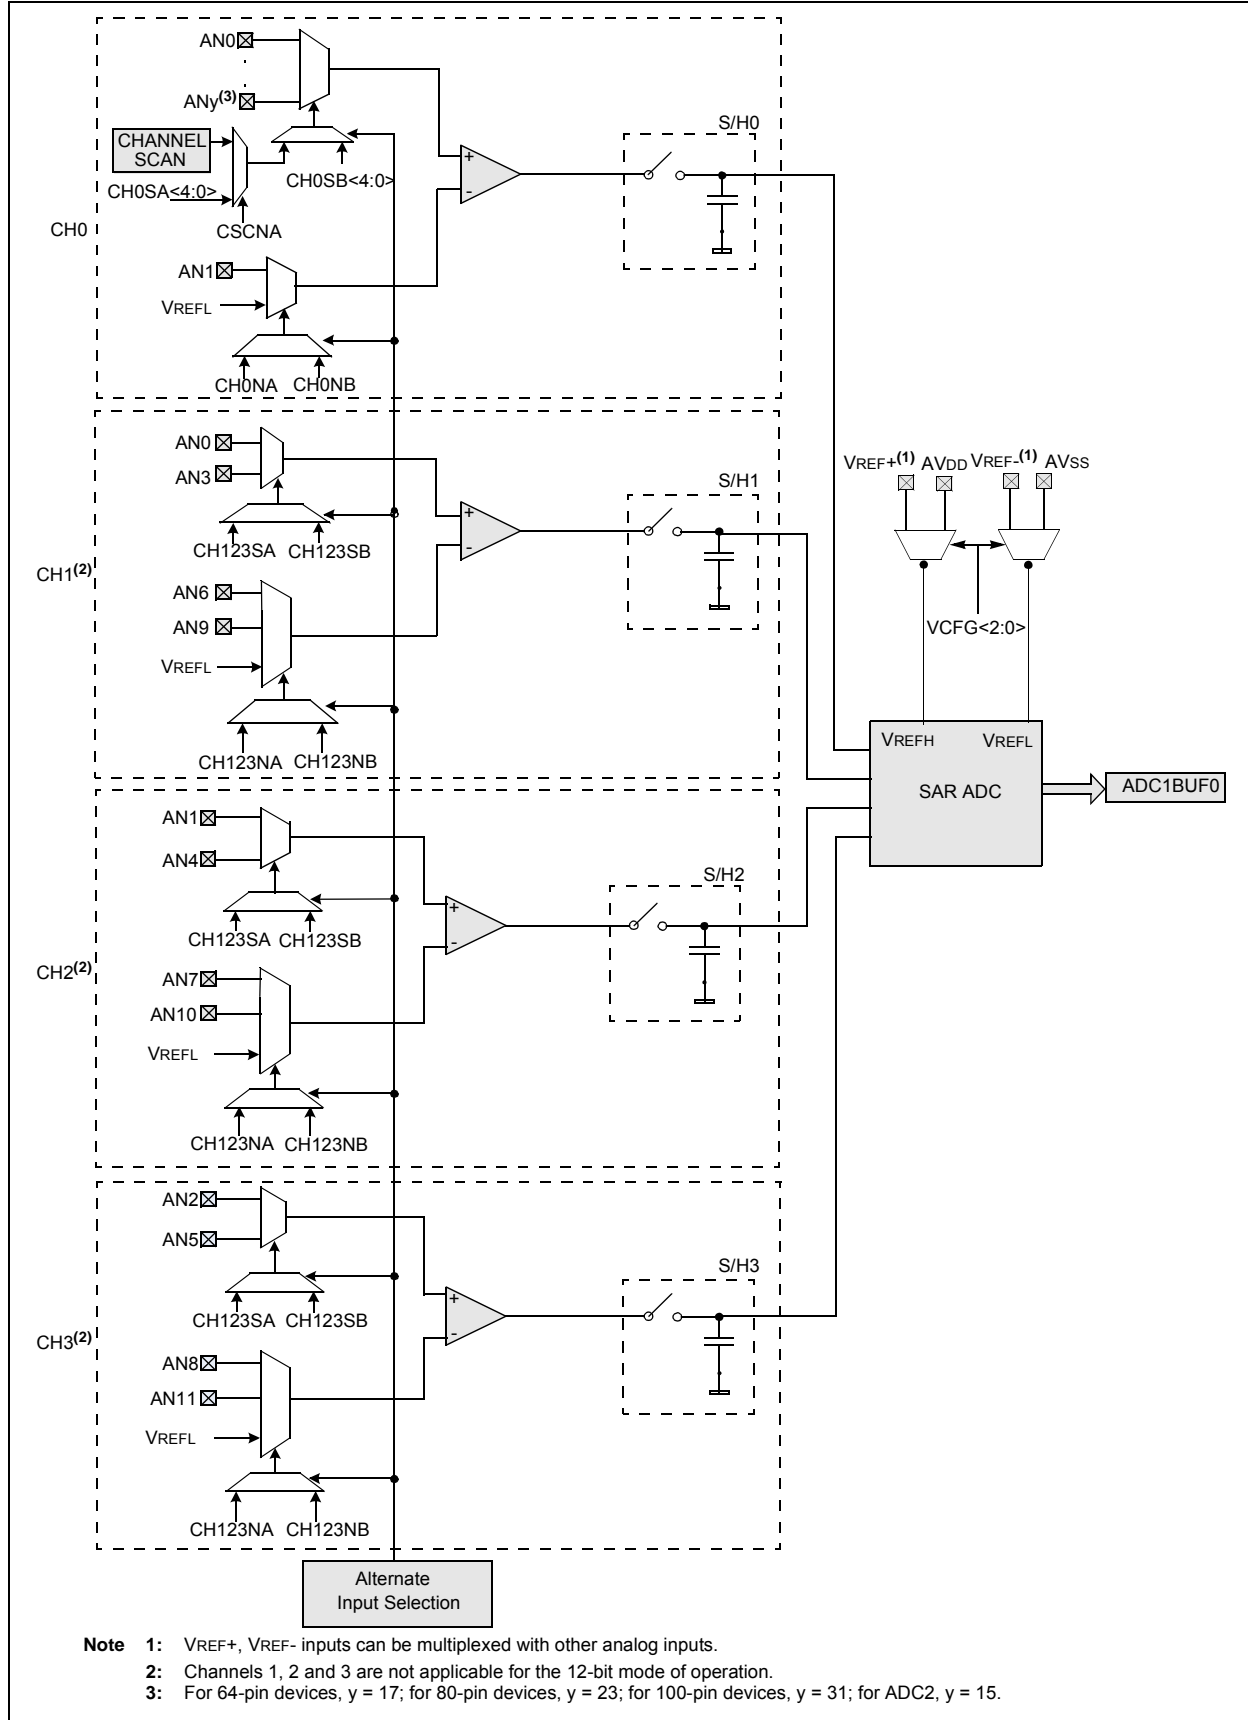 AN0
ANy(3)
S/H0
CHANNEL
SCAN
+
-
CH0SA<4:0>
CH0SB<4:0>
CSCNA
CH0
AN1
VREFL
CH0NA CH0NB
AN0
AN3
S/H1
+
-
CH123SA CH123SB
CH1(2)
AN6
AN9
VREFL
CH123NA CH123NB
VREF+(1) AVDD VREF-(1) AVSS
VCFG<2:0>
VREFH VREFL
SAR ADC
ADC1BUF0
AN1
AN4
S/H2
+
-
CH123SA CH123SB
CH2(2)
AN7
AN10
VREFL
CH123NA CH123NB
AN2
AN5
S/H3
+
-
CH123SA CH123SB
CH3(2)
AN8
AN11
VREFL
CH123NA CH123NB
Alternate
Input Selection
Note 1: VREF+, VREF- inputs can be multiplexed with other analog inputs.
2: Channels 1, 2 and 3 are not applicable for the 12-bit mode of operation.
3: For 64-pin devices, y = 17; for 80-pin devices, y = 23; for 100-pin devices, y = 31; for ADC2, y = 15.